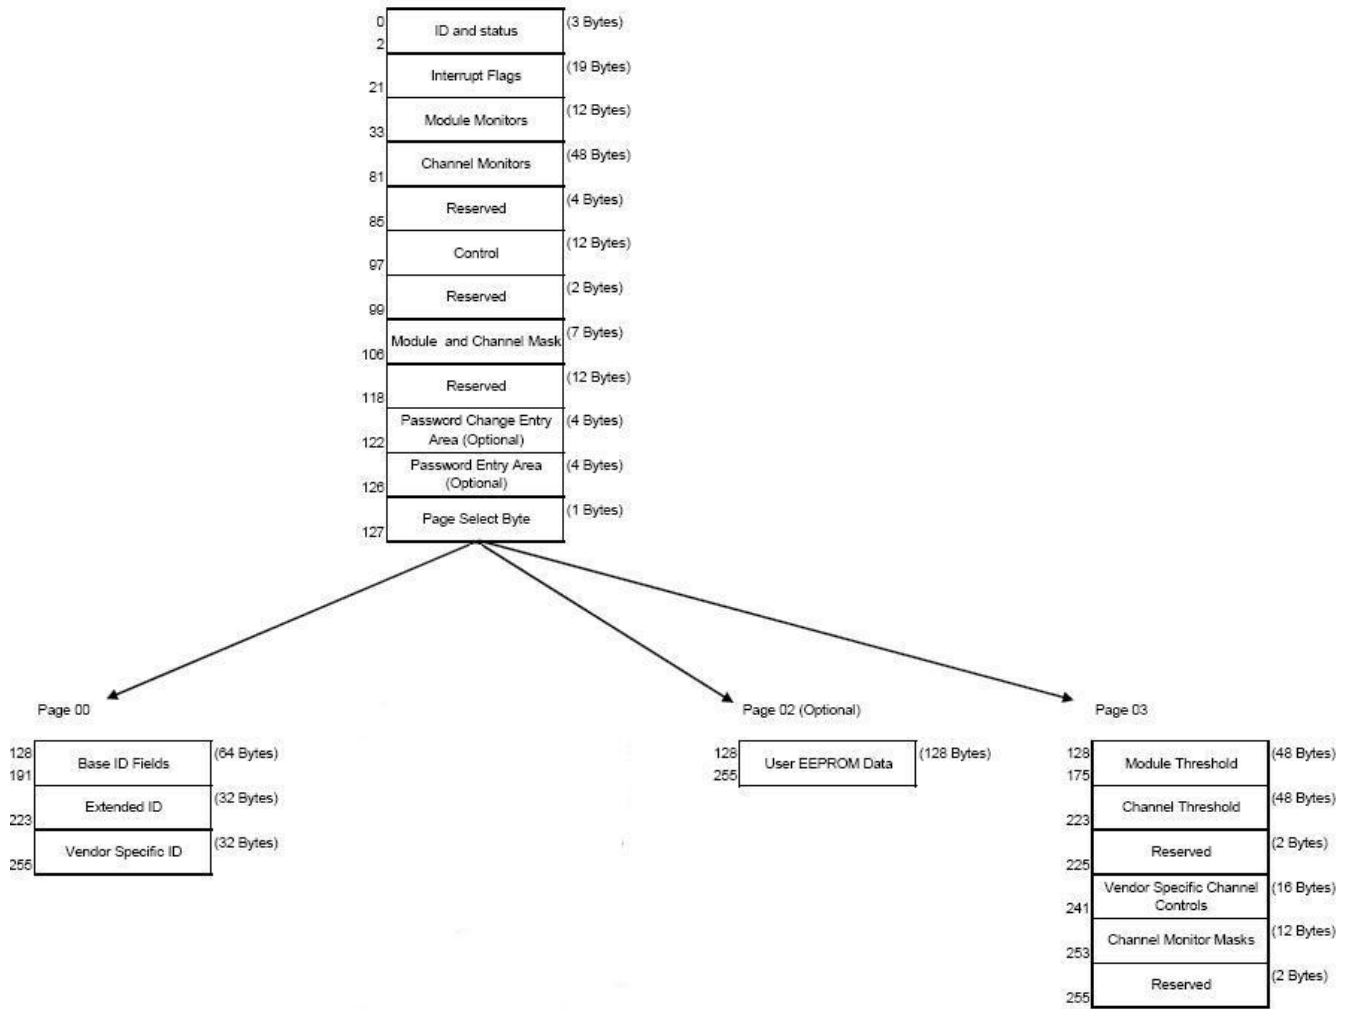 0
ID and status
(3 Bytes)
2
Interrupt Flags
(19 Bytes)
21
Module Monitors
(12 Bytes)
33
Channel Monitors
(48 Bytes)
81
Reserved
(4 Bytes)
85
Control
(12 Bytes)
97
Reserved
(2 Bytes)
99
Module and Channel Mask
(7 Bytes)
106
Reserved
(12 Bytes)
118
Password Change Entry
Area (Optional)
(4 Bytes)
122
Password Entry Area
(Optional)
(4 Bytes)
126
Page Select Byte
(1 Bytes)
127
Page 00
128
Base ID Fields
(64 Bytes)
191
Extended ID
(32 Bytes)
223
Vendor Specific ID
(32 Bytes)
255
Page 02 (Optional)
128
User EEPROM Data
(128 Bytes)
255
Page 03
128
Module Threshold
(48 Bytes)
175
Channel Threshold
(48 Bytes)
223
Reserved
(2 Bytes)
225
Vendor Specific Channel
Controls
(16 Bytes)
241
Channel Monitor Masks
(12 Bytes)
253
Reserved
(2 Bytes)
255